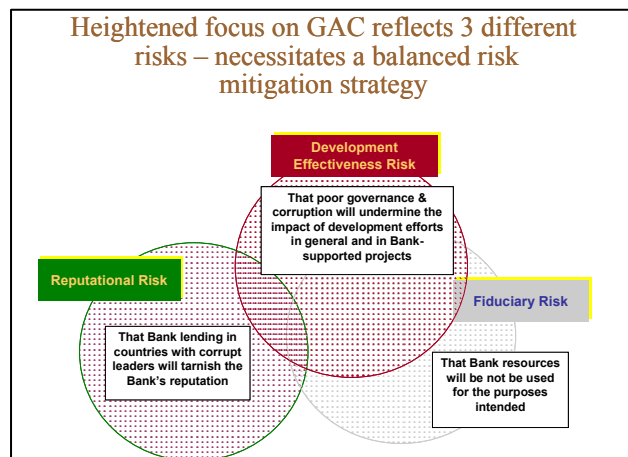 Heightened focus on GAC reflects 3 different
risks – necessitates a balanced risk
mitigation strategy
Development
Effectiveness Risk
That poor governance &
corruption will undermine the
impact of development efforts
in general and in Bank-
supported projects
Reputational Risk
Fiduciary Risk
That Bank lending in
countries with corrupt
leaders will tarnish the
Bank's reputation
That Bank resources
will be not be used
for the purposes
intended